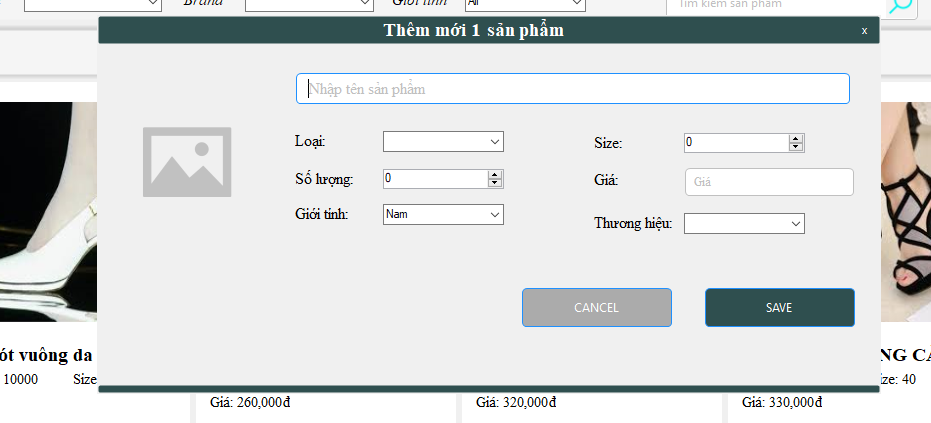 Brand
Giới tính
All
Tìm kiếm sản phẩm
Thêm mới 1 sản phẩm
x
Nhập tên sản phẩm
Loại:
Size:
0
Số lượng:
0
Giá:
Giá
Giới tính:
Nam
Thương hiệu:
CANCEL
SAVE
ót vuông da
NG CA
10000
Size
ize: 40
Giá: 260,000đ
Giá: 320,000đ
Giá: 330,000đ